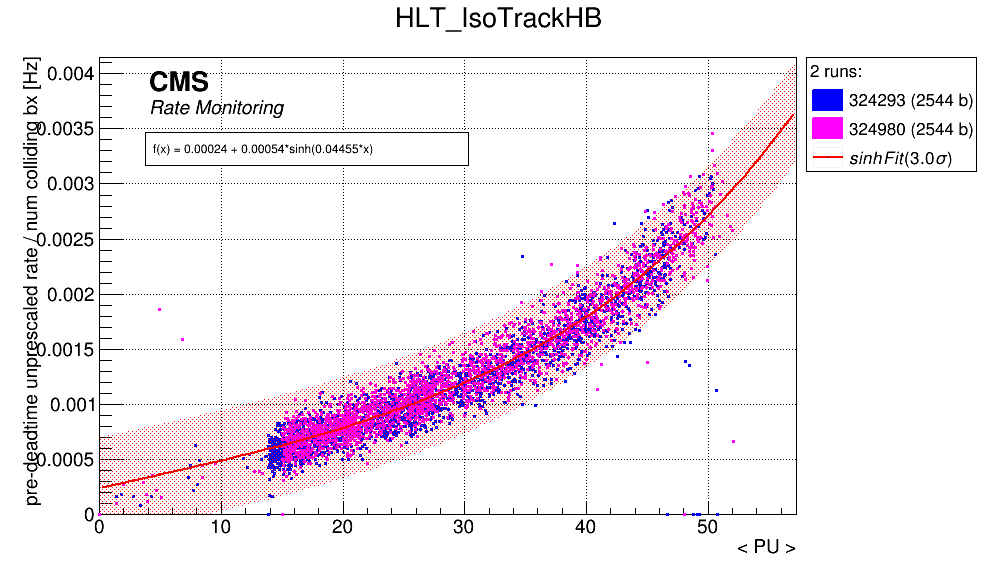 HLT_IsoTrackHB
pre-deadtime unprescaled rate / num colliding bx [Hz]
0.004
0.0035
0.003
0.0025
0.002
0.0015
0.001
0.0005
0
CMS
Rate Monitoring
f(x) = 0.00024 + 0.00054*sinh(0.04455*x)
0 10 20 30 40 50
< PU >
2 runs:
324293 (2544 b)
324980 (2544 b)
sinhFit(3.0σ)